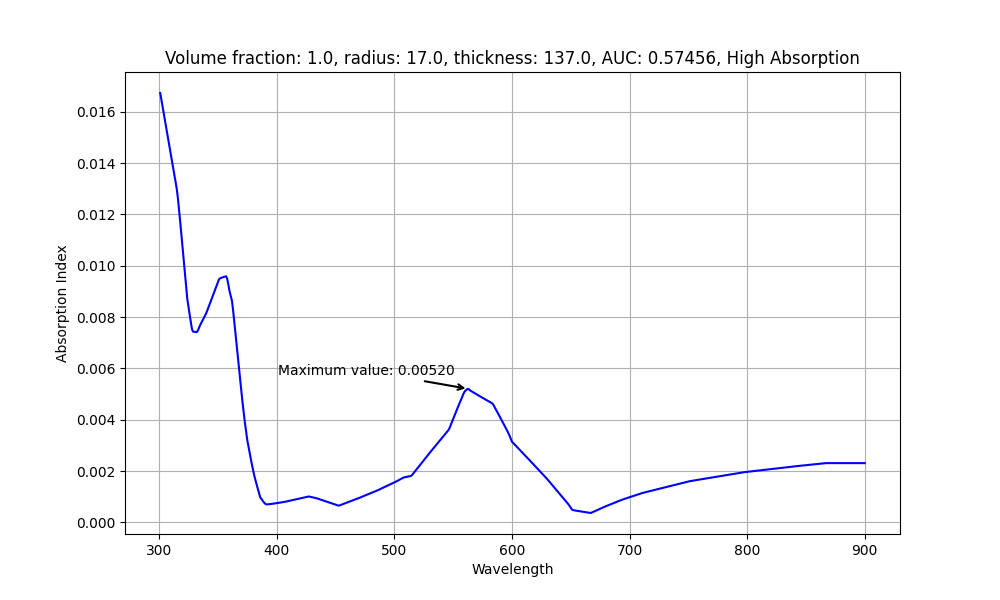 Volume fraction: 1.0, radius: 17.0, thickness: 137.0, AUC: 0.57456, High Absorption
Absorption Index
0.016
0.014
0.012
0.010
0.008
0.006
0.004
0.002
0.000
Maximum value: 0.00520
300 400 500 600 700 800 900
Wavelength